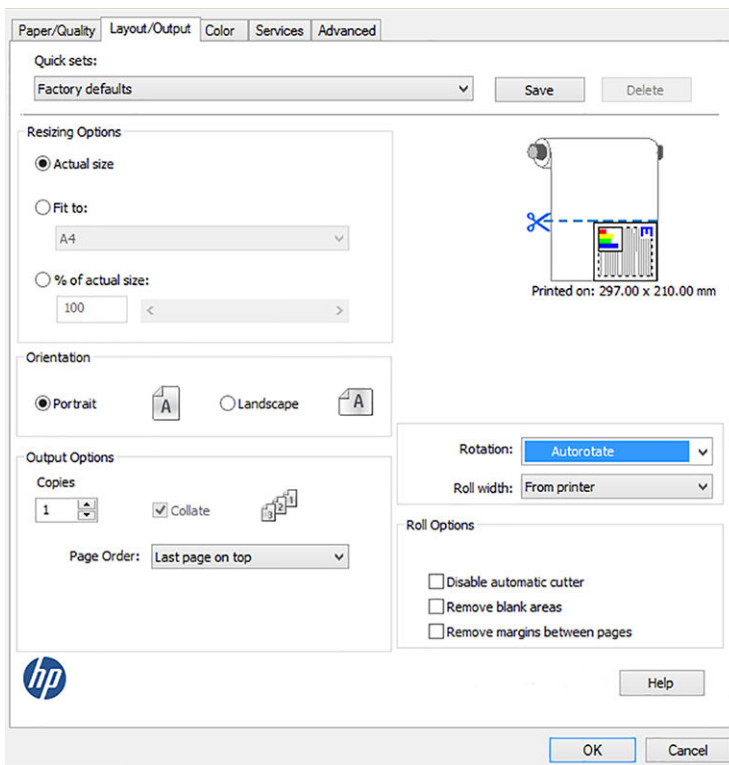 Paper/Quality Layout/Output Color Services Advanced
Quick sets:
Factory defaults
Save
Delete
Resizing Options
Actual size
Fit to:
A4
% of actual size:
100
Printed on: 297.00 x 210.00 mm
Orientation
Portrait
A
Landscape
A
Rotation: Autorotate
Roll width: From printer
Output Options
Copies
1
Collate
3 2 1
Page Order: Last page on top
Roll Options
Disable automatic cutter
Remove blank areas
Remove margins between pages
hp
Help
OK
Cancel